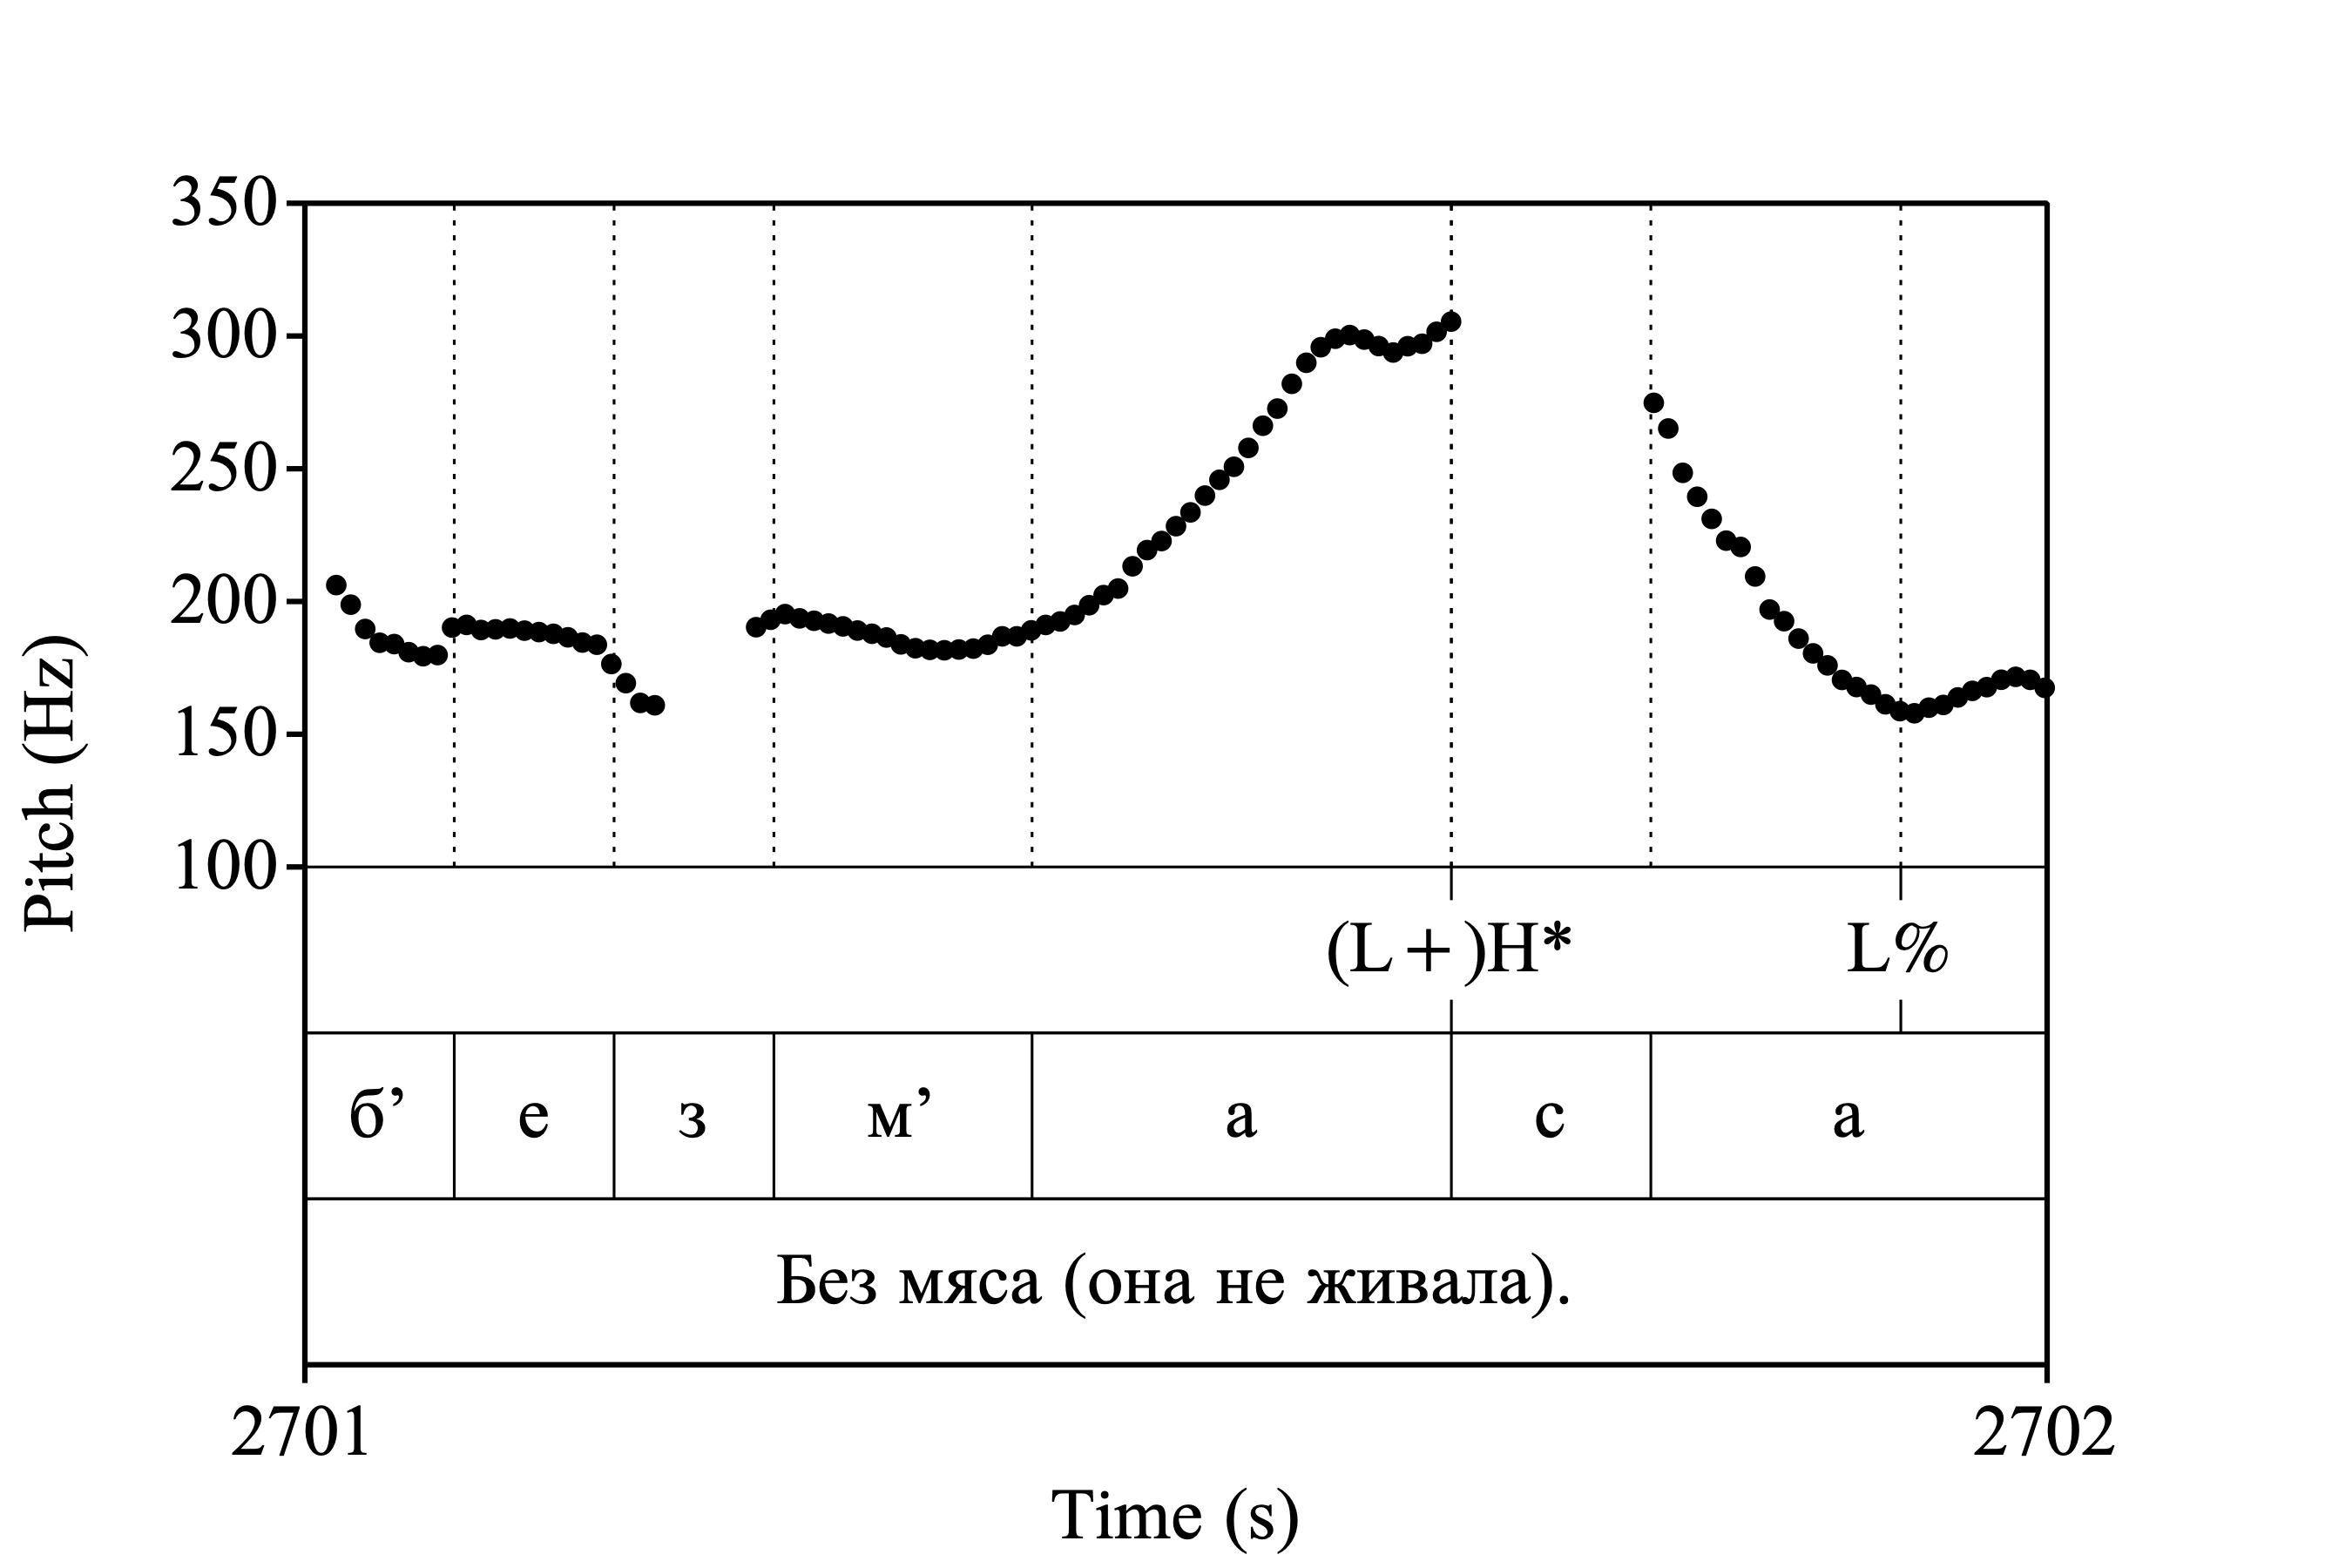 350
300
250
200
150
100
Pitch (Hz)
(L+)H* L%
б’ е з м’ а с а
Без мяса (она не живала).
2701 2702
Time (s)